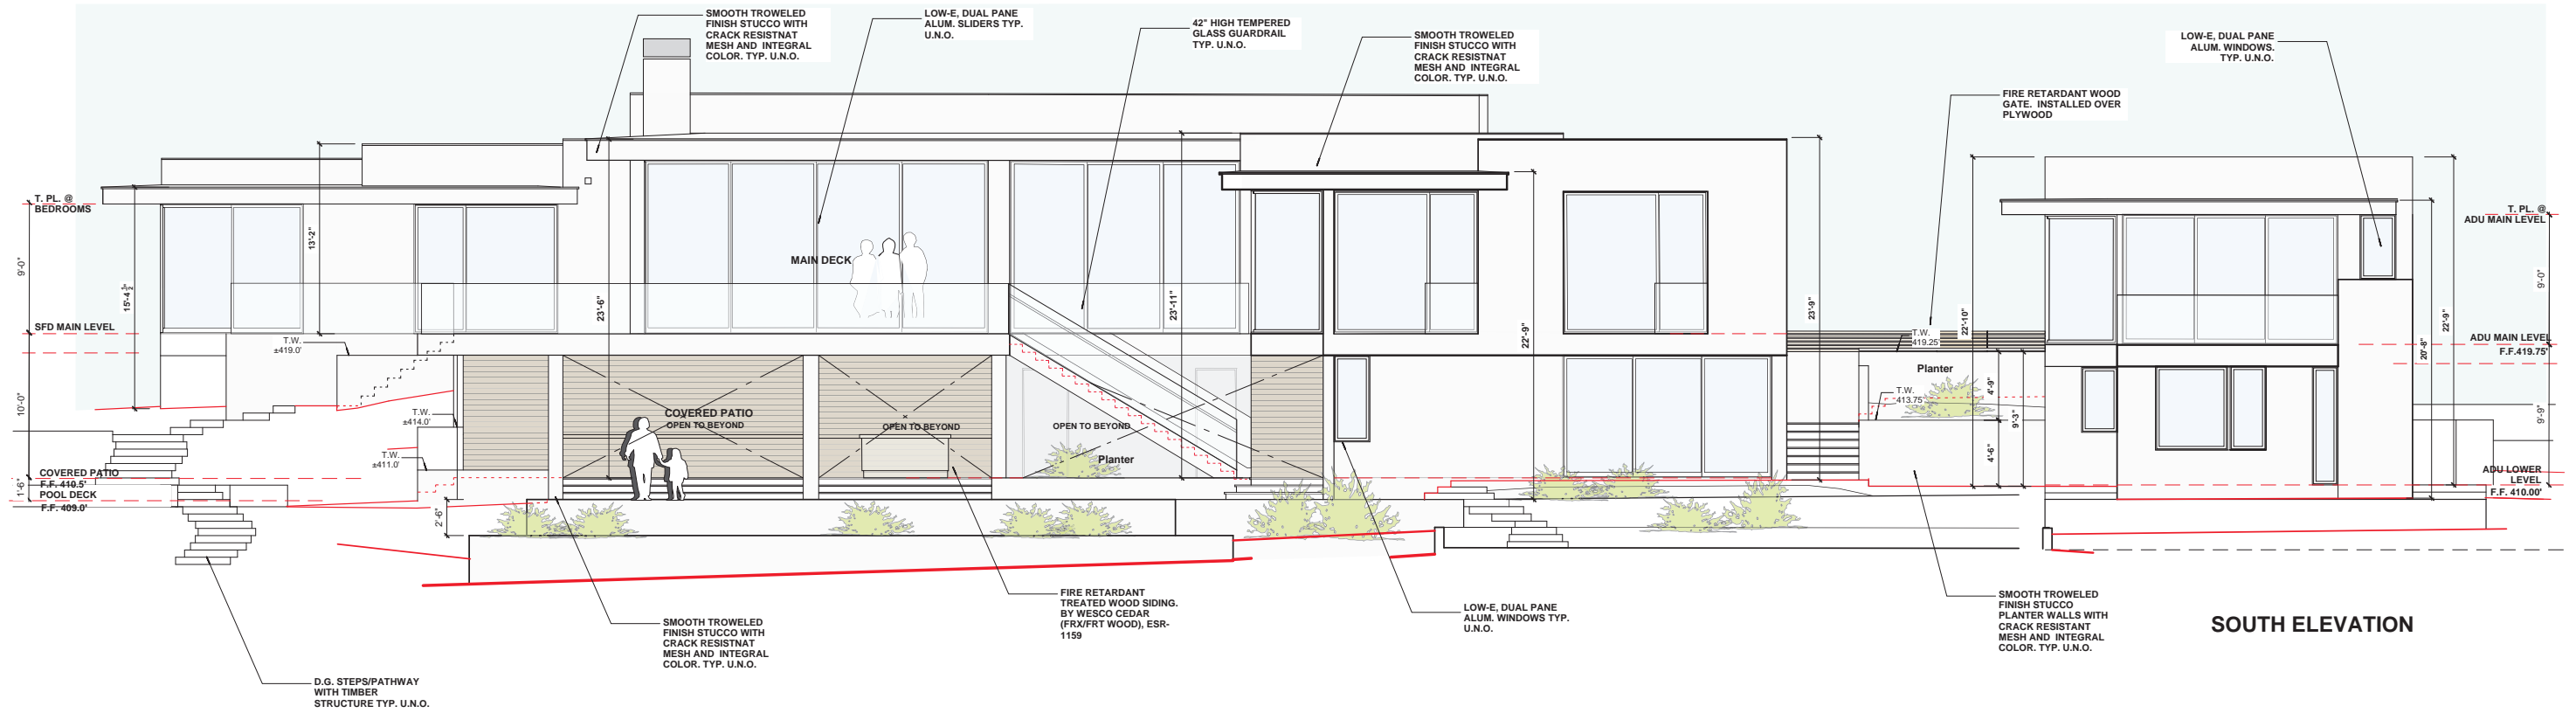 SMOOTH TROWELED
FINISH STUCCO WITH
CRACK RESISTNAT
MESH AND INTEGRAL
COLOR. TYP. U.N.O.
LOW-E, DUAL PANE
ALUM. SLIDERS TYP.
U.N.O.
42" HIGH TEMPERED
GLASS GUARDRAIL
TYP. U.N.O.
SMOOTH TROWELED
FINISH STUCCO WITH
CRACK RESISTNAT
MESH AND INTEGRAL
COLOR. TYP. U.N.O.
LOW-E, DUAL PANE
ALUM. WINDOWS.
TYP. U.N.O.
FIRE RETARDANT WOOD
GATE. INSTALLED OVER
PLYWOOD
T. PL. @
BEDROOMS
9'-0"
15'-4 ½"
13'-2"
SFD MAIN LEVEL
T.W.
±419.0'
10'-0"
T.W.
±414.0'
T.W.
±411.0'
COVERED PATIO
F.F. 410.5'
POOL DECK
F.F. 409.0'
1'-6"
2'-6"
23'-6"
MAIN DECK
COVERED PATIO
OPEN TO BEYOND
OPEN TO BEYOND
OPEN TO BEYOND
Planter
23'-11"
22'-9"
23'-9"
22'-10"
T.W.
419.25'
Planter
T.W.
413.75'
4'-9"
9'-3"
4'-6"
T. PL. @
ADU MAIN LEVEL
9'-0"
22'-9"
20'-8"
ADU MAIN LEVEL
F.F.419.75'
9'-9"
ADU LOWER
LEVEL
F.F. 410.00'
D.G. STEPS/PATHWAY
WITH TIMBER
STRUCTURE TYP. U.N.O.
SMOOTH TROWELED
FINISH STUCCO WITH
CRACK RESISTNAT
MESH AND INTEGRAL
COLOR. TYP. U.N.O.
FIRE RETARDANT
TREATED WOOD SIDING.
BY WESCO CEDAR
(FRX/FRT WOOD), ESR-
1159
LOW-E, DUAL PANE
ALUM. WINDOWS TYP.
U.N.O.
SMOOTH TROWELED
FINISH STUCCO
PLANTER WALLS WITH
CRACK RESISTANT
MESH AND INTEGRAL
COLOR. TYP. U.N.O.
SOUTH ELEVATION